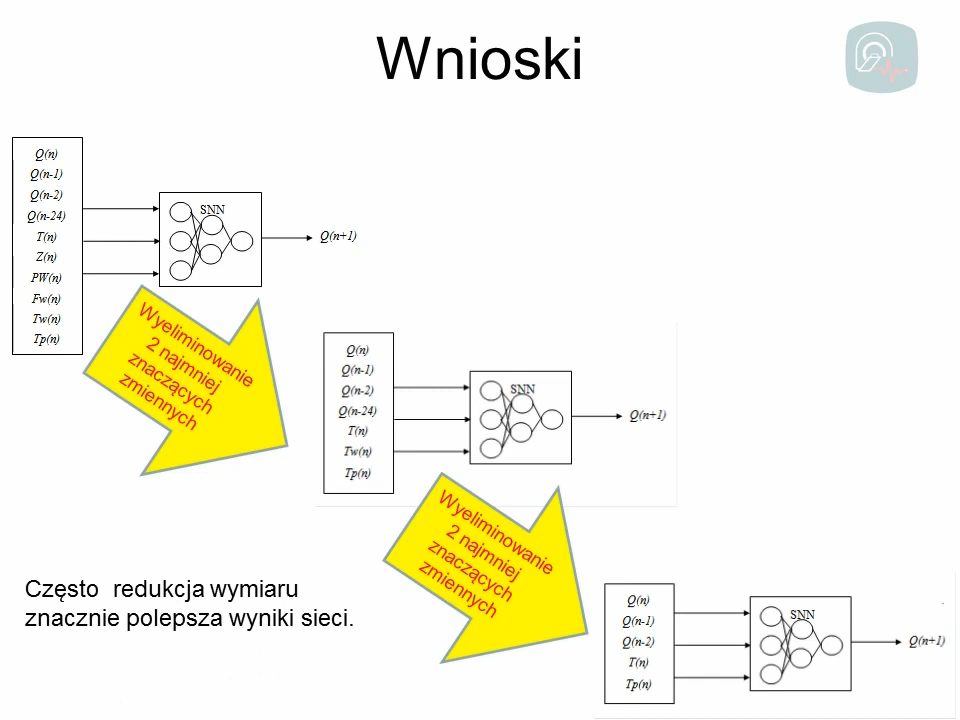 Wnioski
Q(n)
Q(n-1)
Q(n-2)
Q(n-24)
T(n)
Z(n)
PW(n)
Fw(n)
Tw(n)
Tp(n)
SNN
Q(n+1)
Wyeliminowanie
2 najmniej
znaczących
zmiennych
Q(n)
Q(n-1)
Q(n-2)
Q(n-24)
T(n)
Tw(n)
Tp(n)
SNN
Q(n+1)
Wyeliminowanie
2 najmniej
znaczących
zmiennych
Często  redukcja wymiaru
znacznie polepsza wyniki sieci.
Q(n)
Q(n-1)
Q(n-2)
T(n)
Tp(n)
SNN
Q(n+1)